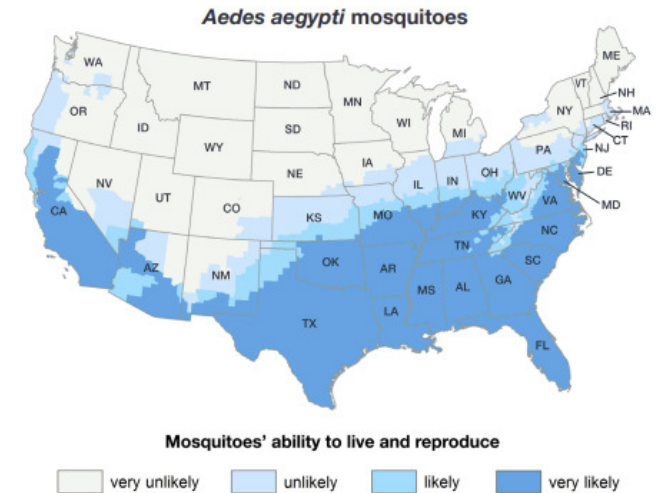 Aedes aegypti mosquitoes
WA
ME
MT
ND
VT
MN
NH
OR
NY
MA
ID
WI
SD
MI
RI
CT
WY
PA
NJ
IA
NE
OH
NV
IL
IN
DE
UT
WV
CO
VA
MD
KS
MO
KY
CA
NC
TN
AZ
OK
NM
AR
SC
MS
AL
GA
LA
TX
FL
Mosquitoes' ability to live and reproduce
very unlikely unlikely likely very likely